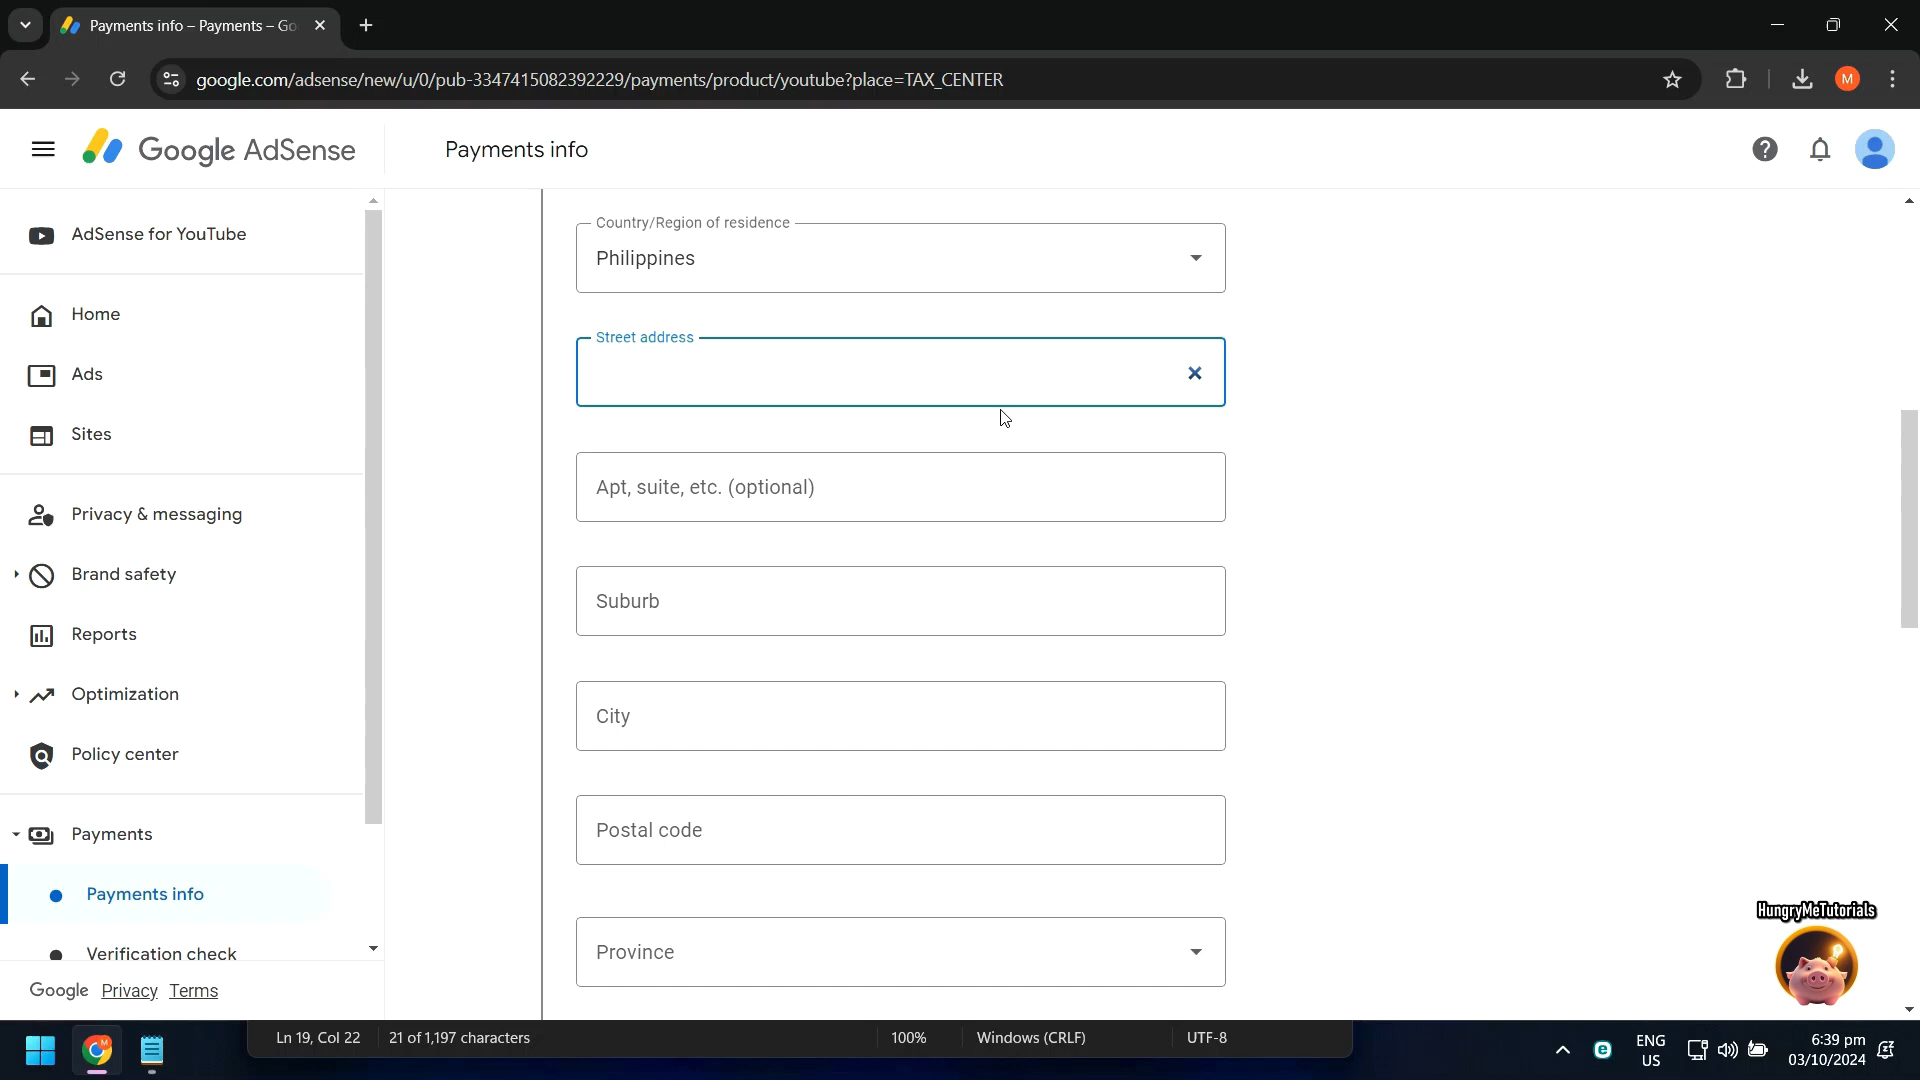 Payments info – Payments – Go
google.com/adsense/new/u/0/pub-3347415082392229/payments/product/youtube?place=TAX_CENTER
M
Google AdSense
Payments info
AdSense for YouTube
Home
Ads
Sites
Privacy & messaging
Brand safety
Reports
Optimization
Policy center
Payments
Payments info
Verification check
Google Privacy Terms
Country/Region of residence
Philippines
Street address
Apt, suite, etc. (optional)
Suburb
City
Postal code
Province
HungryMeTutorials
Ln 19, Col 22
21 of 1,197 characters
100%
Windows (CRLF)
UTF-8
ENG
US
6:39 pm
03/10/2024